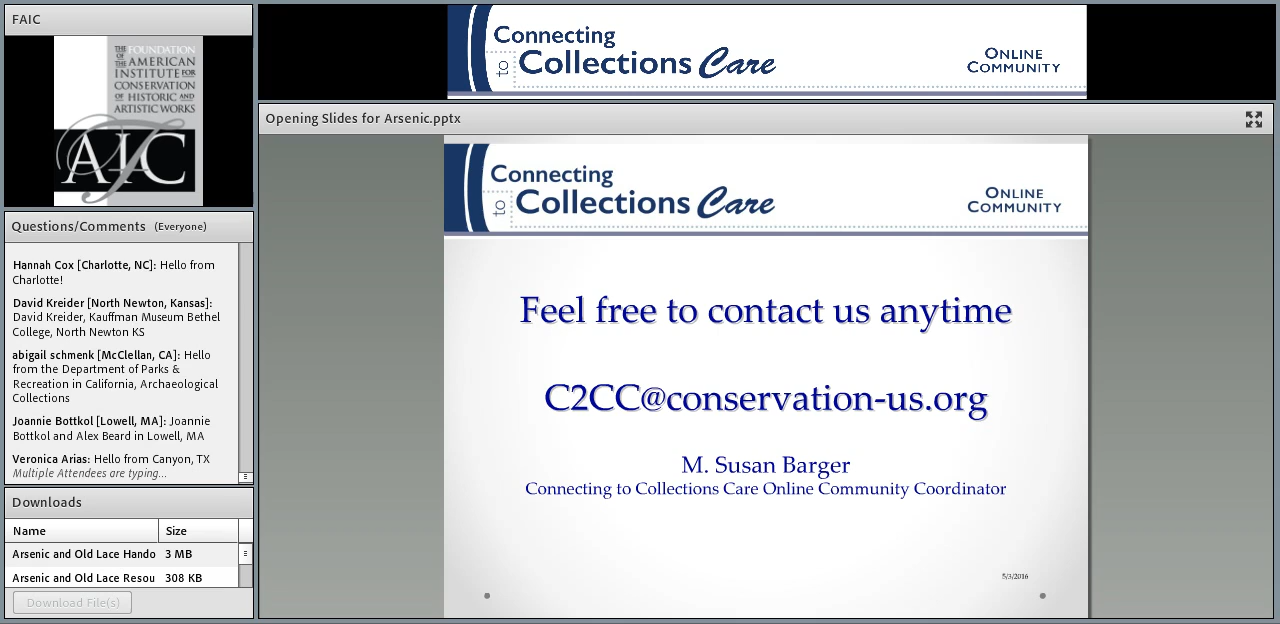 FAIC
THE FOUNDATION
OF THE AMERICAN
INSTITUTE FOR
CONSERVATION
OF HISTORIC AND
ARTISTIC WORKS
FAIC
Questions/Comments (Everyone)
Hannah Cox [Charlotte, NC]: Hello from
Charlotte!
David Kreider [North Newton, Kansas]:
David Kreider, Kauffman Museum Bethel
College, North Newton KS
abigail schmenk [McClellan, CA]: Hello
from the Department of Parks &
Recreation in California, Archaeological
Collections
Joannie Bottkol [Lowell, MA]: Joannie
Bottkol and Alex Beard in Lowell, MA
Veronica Arias: Hello from Canyon, TX
Multiple Attendees are typing...
Downloads
Name Size
Arsenic and Old Lace Hando 3 MB
Arsenic and Old Lace Resou 308 KB
Download File(s)
Connecting
to Collections Care
ONLINE
COMMUNITY
Opening Slides for Arsenic.pptx
Connecting
to Collections Care
ONLINE
COMMUNITY
Feel free to contact us anytime
C2CC@conservation-us.org
M. Susan Barger
Connecting to Collections Care Online Community Coordinator
5/3/2016